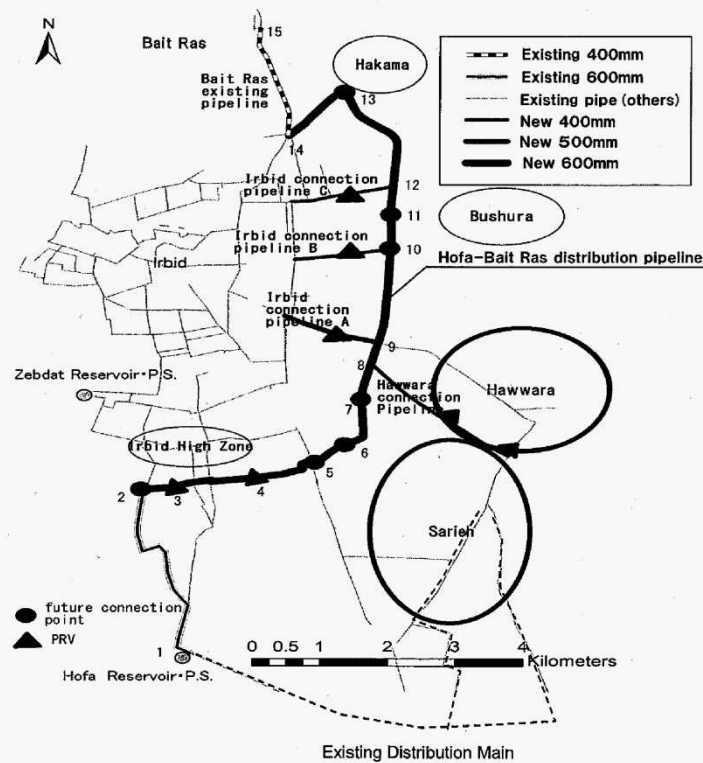 N
15
Bait Ras
Hakama
Bait Ras
existing
pipeline
13
14
Existing 400mm
Existing 600mm
Existing pipe (others)
New 400mm
New 500mm
New 600mm
Irbid connection
pipeline C
12
11
Bushura
Irbid connection
pipeline B
10
Irbid
Hofa-Bait Ras distribution pipeline
Irbid
connection
pipeline A
9
8
Zebdat Reservoir・P.S.
Hawwara
connection
Pipeline
Hawwara
7
Irbid High Zone
6
5
2
3
4
Sarieh
future connection
point
PRV
1
Hofa Reservoir・P.S.
0 0.5 1 2 3 4
Kilometers
Existing Distribution Main